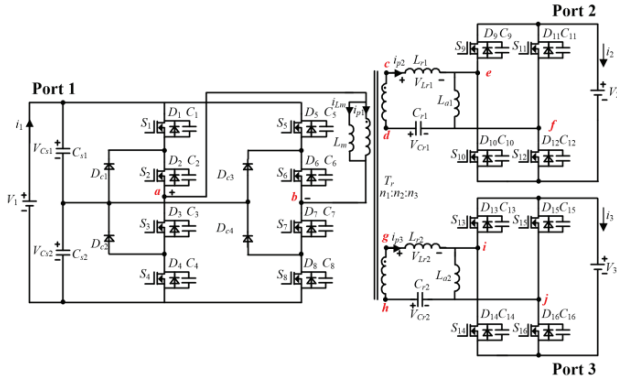 Port 2
D9 C9
D11 C11
S9
S11
i2
c
ip2
Lr1
VLr1
e
La1
Cr1
VCr1
d
f
D10 C10
D12 C12
S10
S12
Port 1
i1
VCs1
Cs1
V1
VCs2
Cs2
D1 C1
S1
Dc1
D2 C2
S2
a
D3 C3
S3
Dc2
D4 C4
S4
D5 C5
S5
Dc3
D6 C6
S6
b
D7 C7
S7
Dc4
D8 C8
S8
iLm
ip1
Lm
Tr
n1:n2:n3
D13 C13
D15 C15
S13
S15
i3
g
ip3
Lr2
VLr2
i
La2
Cr2
VCr2
h
j
V3
D14 C14
D16 C16
S14
S16
Port 3